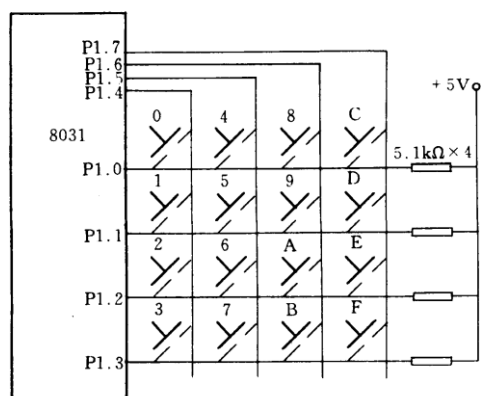 P1.7
P1.6
P1.5
P1.4
+5V
0 4 8 C
8031
5.1kΩ×4
P1.0
1 5 9 D
P1.1
2 6 A E
P1.2
3 7 B F
P1.3